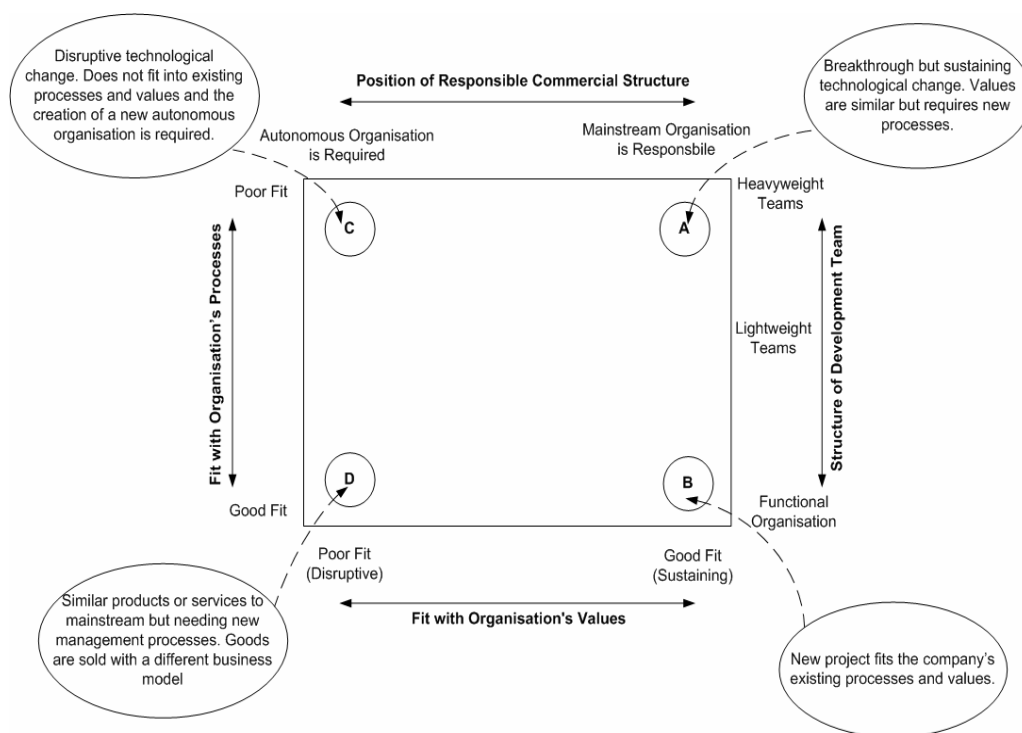 Disruptive technological
change. Does not fit into existing
processes and values and the
creation of a new autonomous
organisation is required.
Position of Responsible Commercial Structure
Breakthrough but sustaining
technological change. Values
are similar but requires new
processes.
Autonomous Organisation
is Required
Mainstream Organisation
is Responsbile
Poor Fit
Heavyweight
Teams
C
A
Fit with Organisation's Processes
Lightweight
Teams
Structure of Development Team
D
B
Good Fit
Functional
Organisation
Poor Fit
(Disruptive)
Good Fit
(Sustaining)
Fit with Organisation's Values
Similar products or services to
mainstream but needing new
management processes. Goods
are sold with a different business
model
New project fits the company's
existing processes and values.